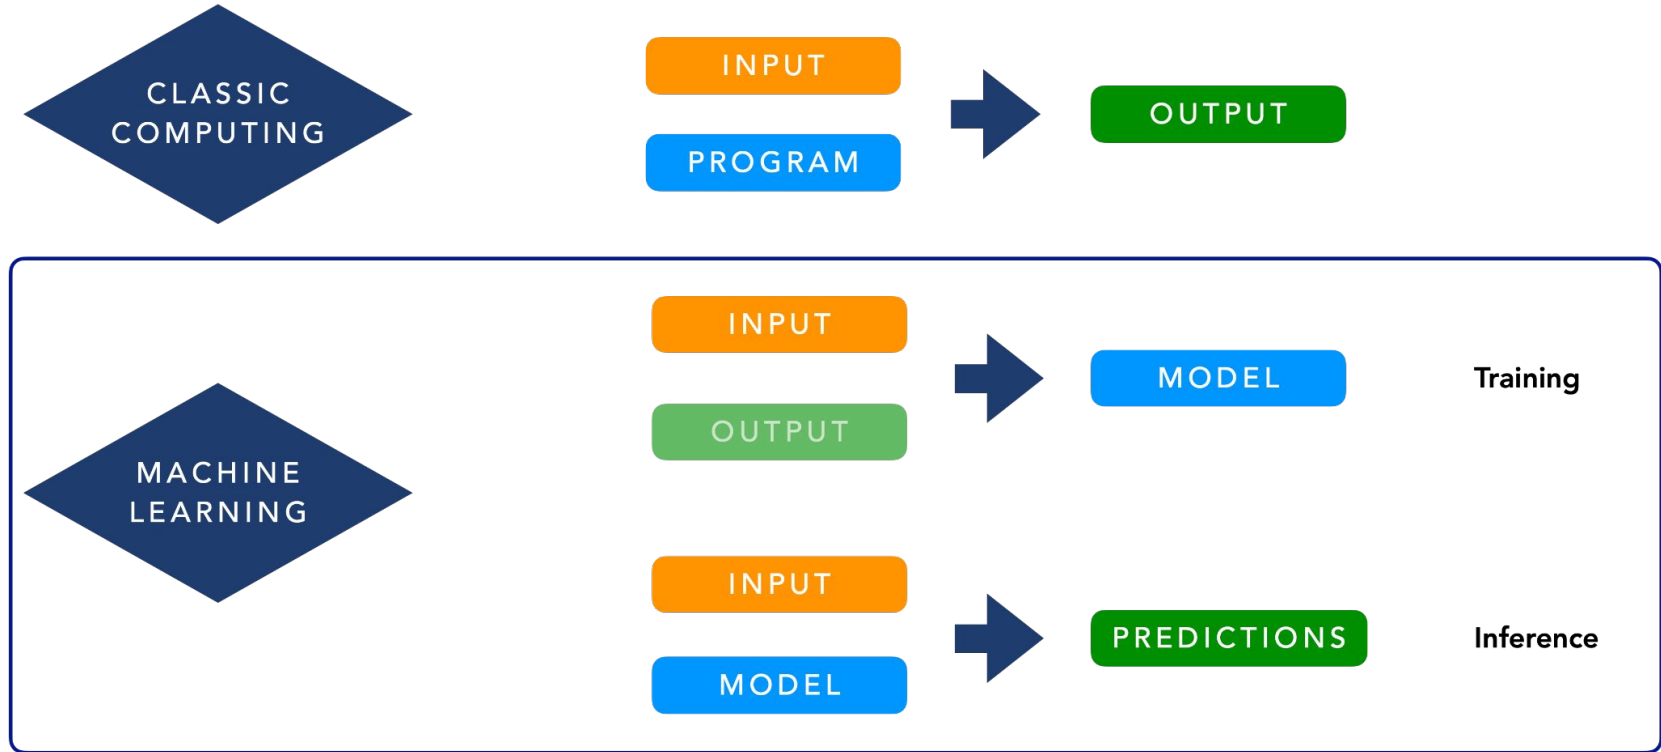 CLASSIC
COMPUTING
INPUT
PROGRAM
OUTPUT
MACHINE
LEARNING
INPUT
OUTPUT
MODEL
Training
INPUT
MODEL
PREDICTIONS
Inference